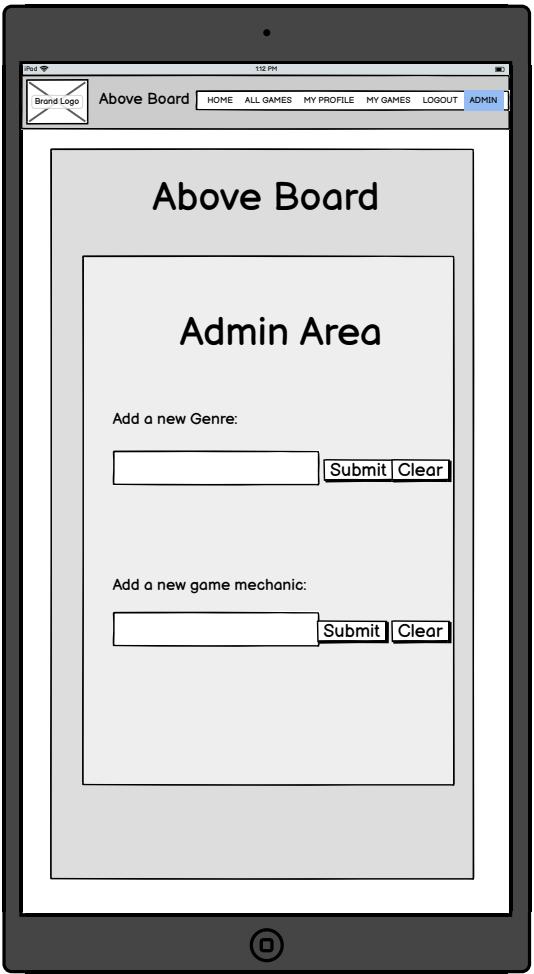 iPod 1:12 PM
Brand Logo Above Board HOME ALL GAMES MY PROFILE MY GAMES LOGOUT ADMIN
Above Board
Admin Area
Add a new Genre:
Submit Clear
Add a new game mechanic:
Submit Clear